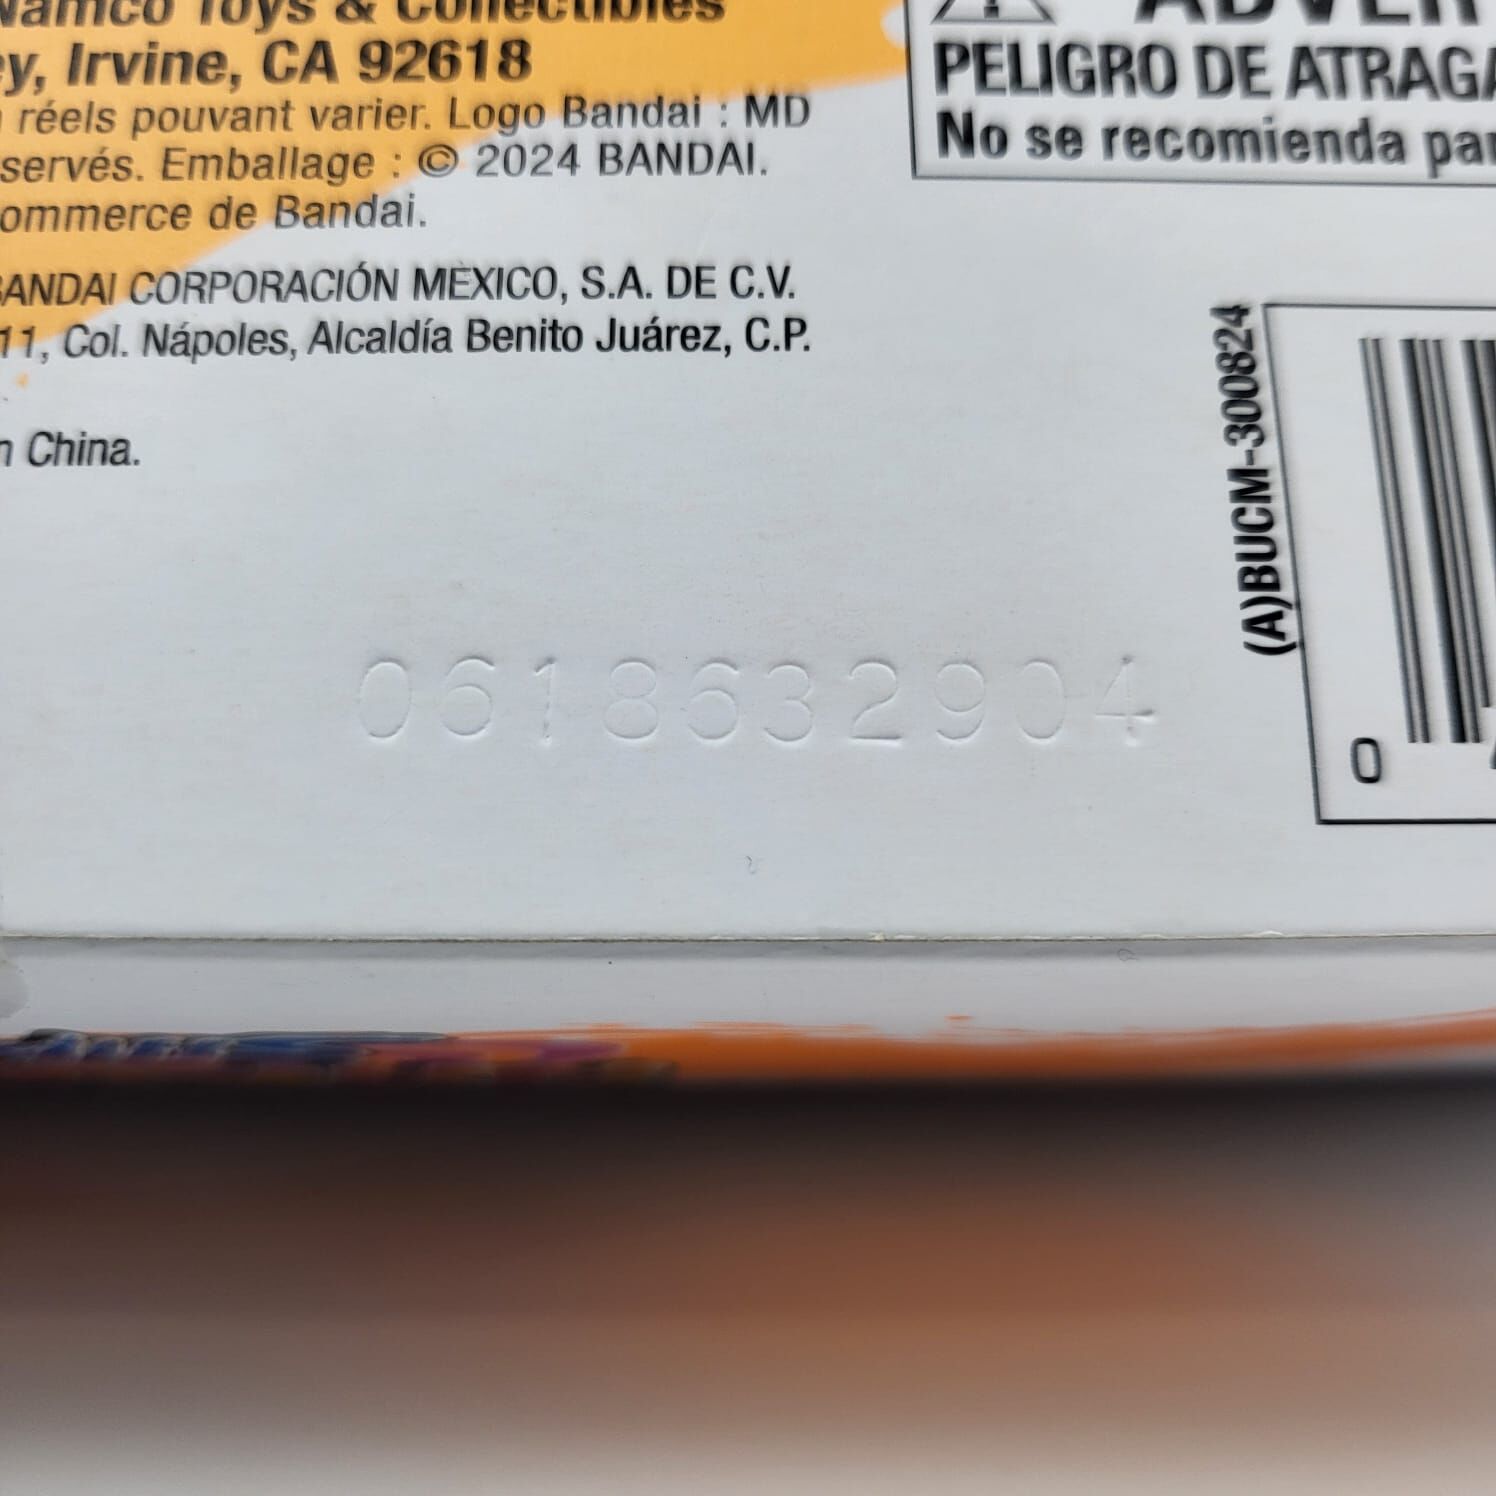 Namco Toys & Collectibles
ey, Irvine, CA 92618
réels pouvant varier. Logo Bandai : MD
servés. Emballage : © 2024 BANDAI.
ommerce de Bandai.
BANDAI CORPORACIÓN MÉXICO, S.A. DE C.V.
11, Col. Nápoles, Alcaldía Benito Juárez, C.P.
n China.
ADVER
PELIGRO DE ATRAGA
No se recomienda par
(A)BUCM-300824
0
0618632904